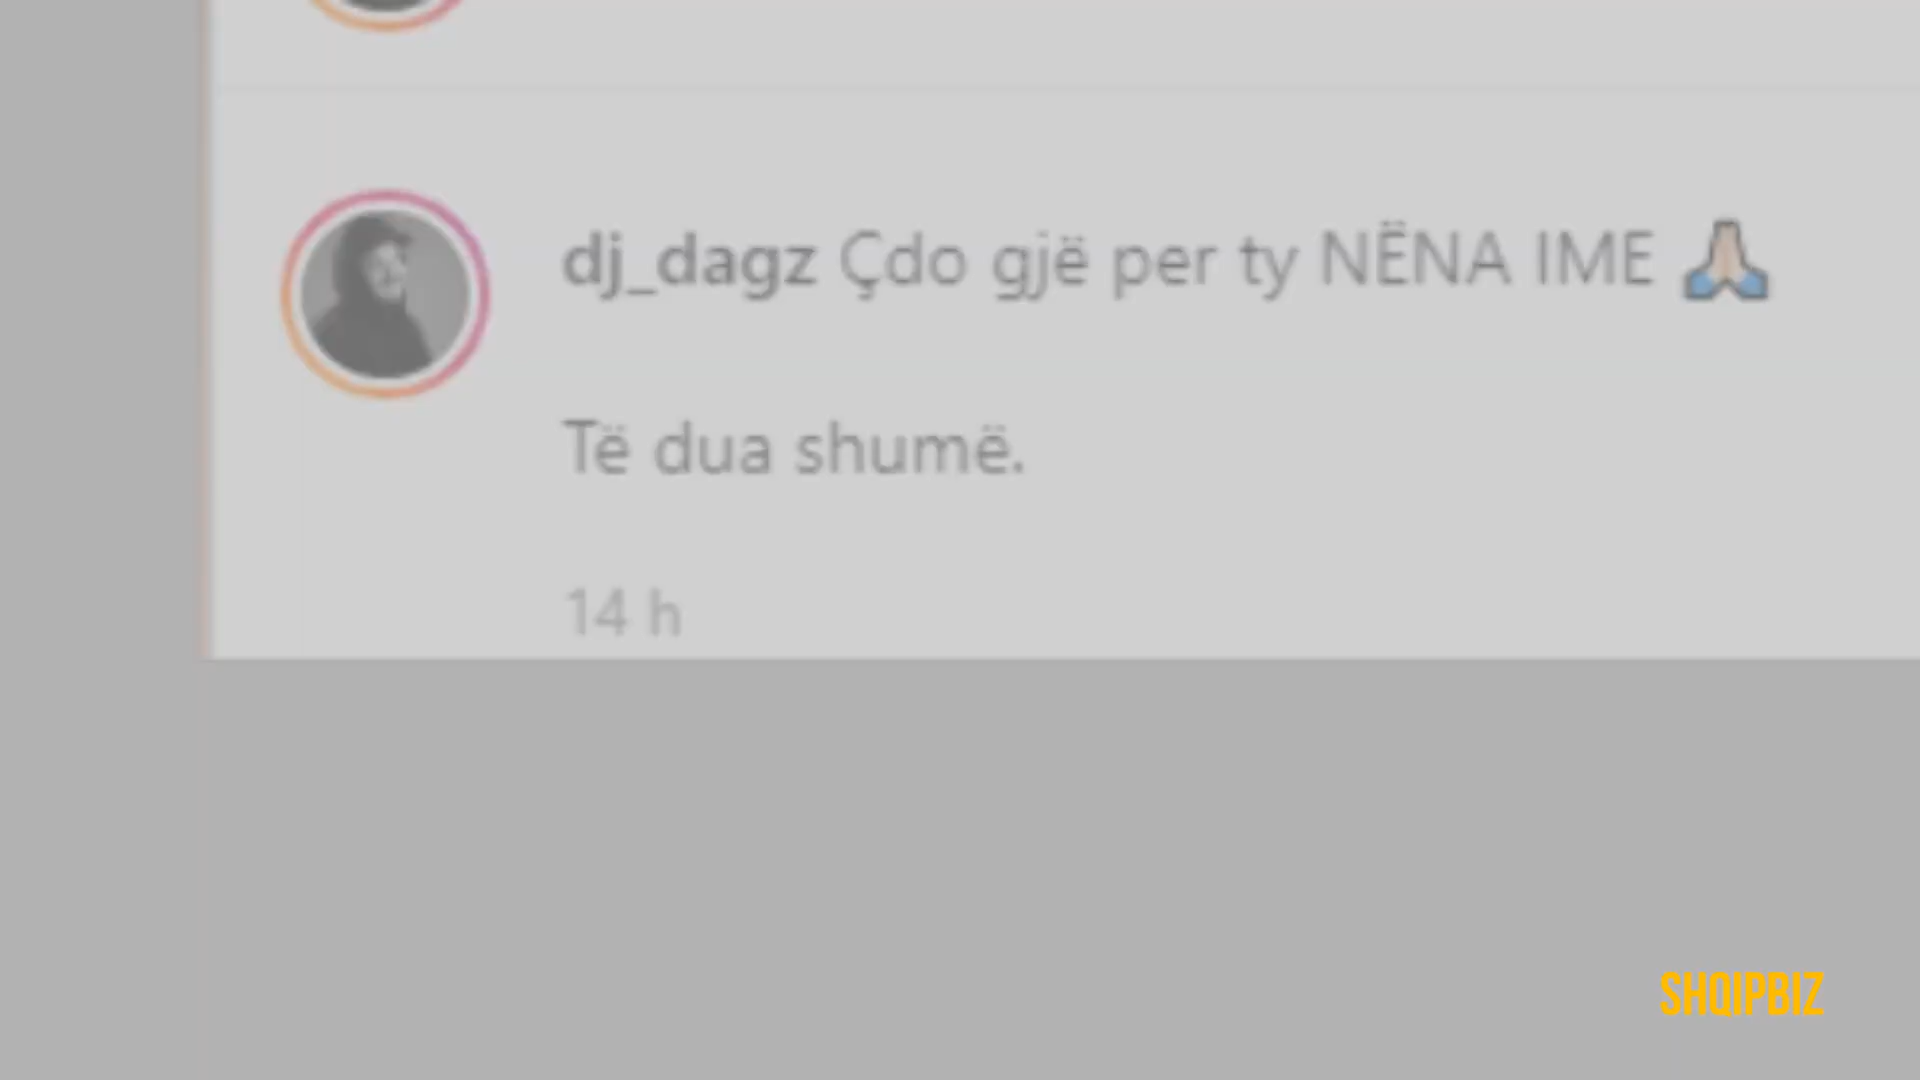 dj_dagz Çdo gjë per ty NËNA IME 🙏🏼
Të dua shumë.
14 h
SHQIPBIZ